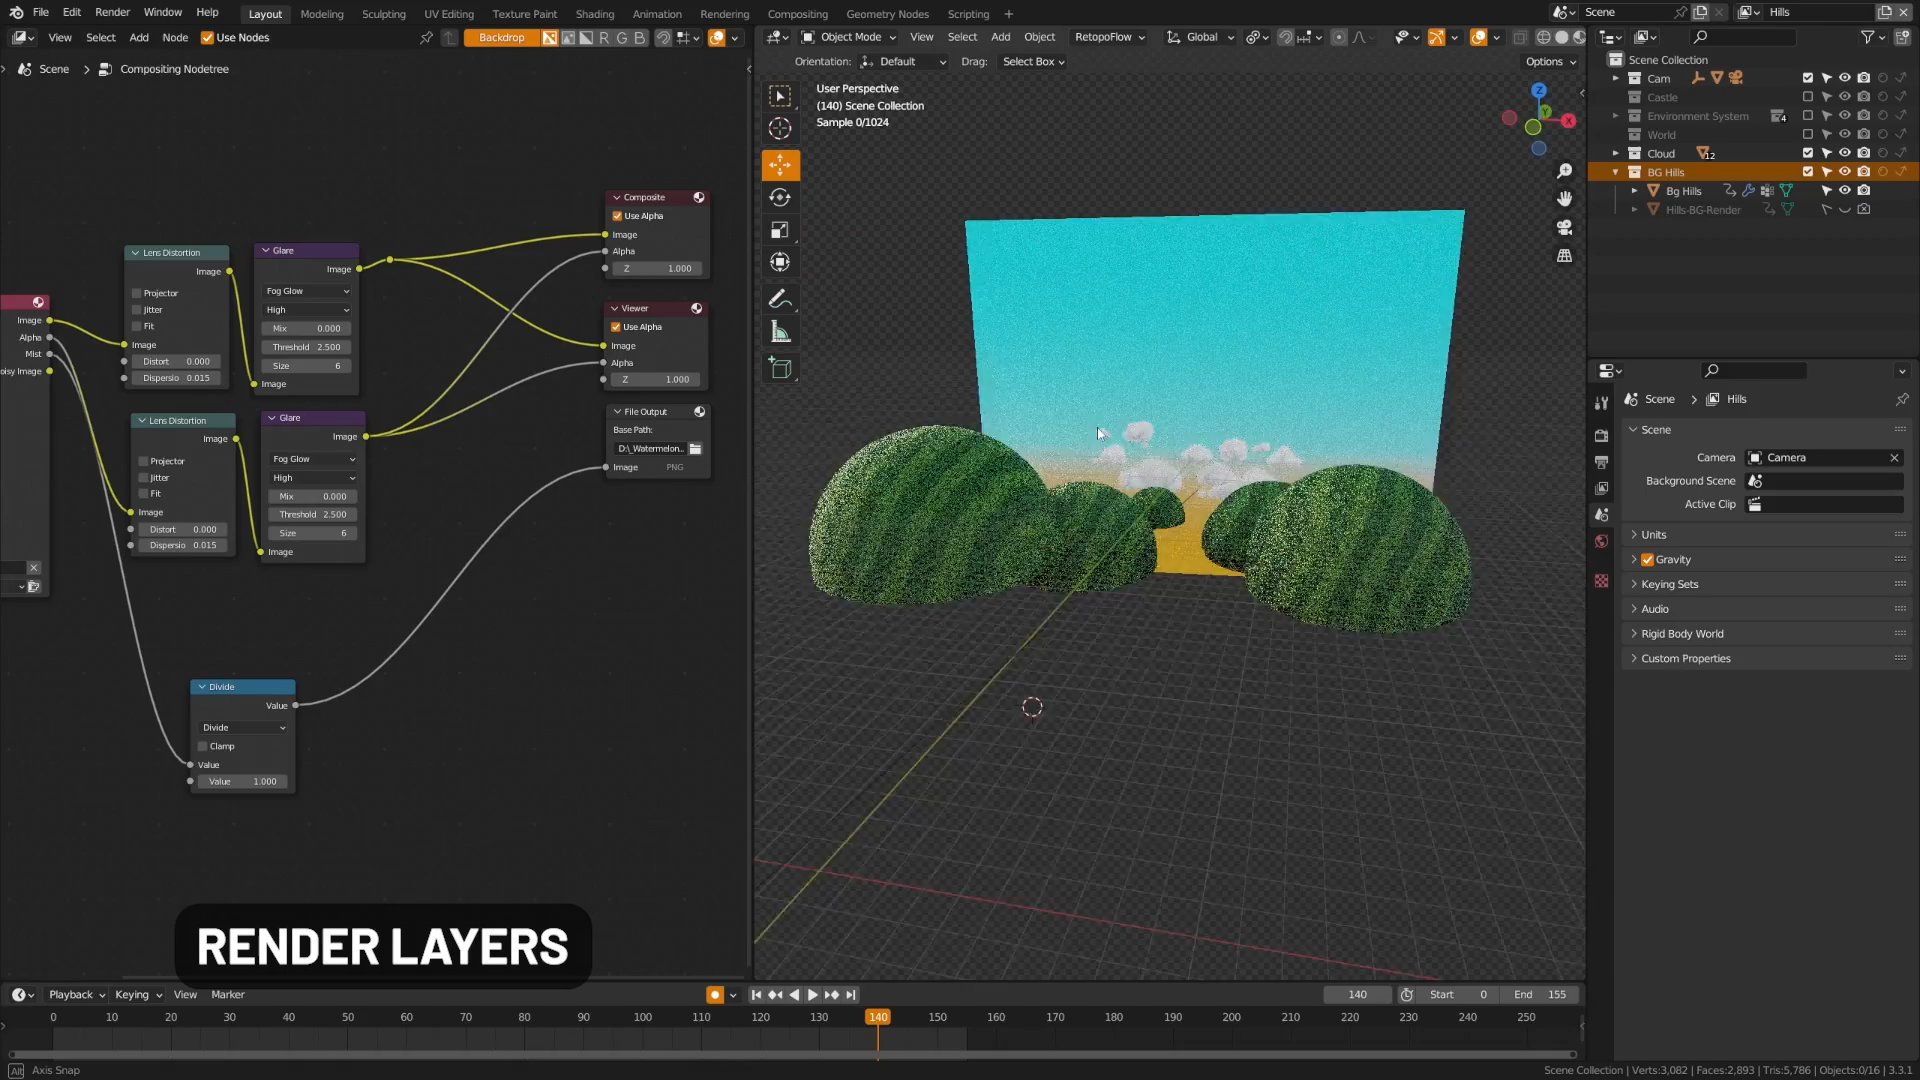 File Edit Render Window Help Layout Modeling Sculpting UV Editing Texture Paint Shading Animation Rendering Compositing Geometry Nodes Scripting + Scene Hills
View Select Add Node Use Nodes Backdrop R G B
Object Mode View Select Add Object RetopoFlow Global
Scene > Compositing Nodetree
Orientation: Default Drag: Select Box Options
User Perspective
(140) Scene Collection
Sample 0/1024
Z
Y
X
Image
Alpha
Mist
oisy Image
Lens Distortion
Image
Projector
Jitter
Fit
Image
Distort 0.000
Dispersio 0.015
Glare
Image
Fog Glow
High
Mix 0.000
Threshold 2.500
Size 6
Image
Lens Distortion
Image
Projector
Jitter
Fit
Image
Distort 0.000
Dispersio 0.015
Glare
Image
Fog Glow
High
Mix 0.000
Threshold 2.500
Size 6
Image
Composite
Use Alpha
Image
Alpha
Z 1.000
Viewer
Use Alpha
Image
Alpha
Z 1.000
File Output
Base Path:
D:\_Watermelon..
Image PNG
Divide
Value
Divide
Clamp
Value
Value 1.000
RENDER LAYERS
Scene Collection
Cam
Castle
Environment System 4
World
Cloud 12
BG Hills
Bg Hills
Hills-BG-Render
Scene > Hills
Scene
Camera Camera
Background Scene
Active Clip
Units
Gravity
Keying Sets
Audio
Rigid Body World
Custom Properties
Playback Keying View Marker 140 Start 0 End 155
0 10 20 30 40 50 60 70 80 90 100 110 120 130 140 150 160 170 180 190 200 210 220 230 240 250
Alt Axis Snap
Scene Collection | Verts:3,082 | Faces:2,893 | Tris:5,786 | Objects:0/16 | 3.3.1